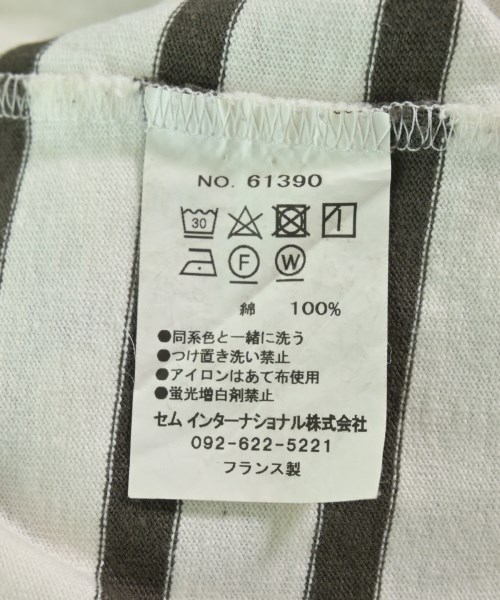 NO. 61390
30
F W
綿 100%
●同系色と一緒に洗う
●つけ置き洗い禁止
●アイロンはあて布使用
●蛍光増白剤禁止
セム インターナショナル株式会社
092-622-5221
フランス製